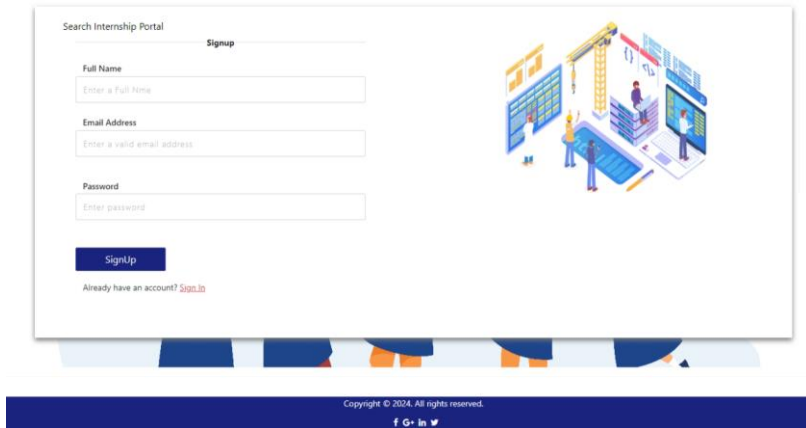 Search Internship Portal
Signup
Full Name
Enter a Full Nme
Email Address
Enter a valid email address
Password
Enter password
SignUp
Already have an account? Sign In
Copyright © 2024. All rights reserved.
f G+ in